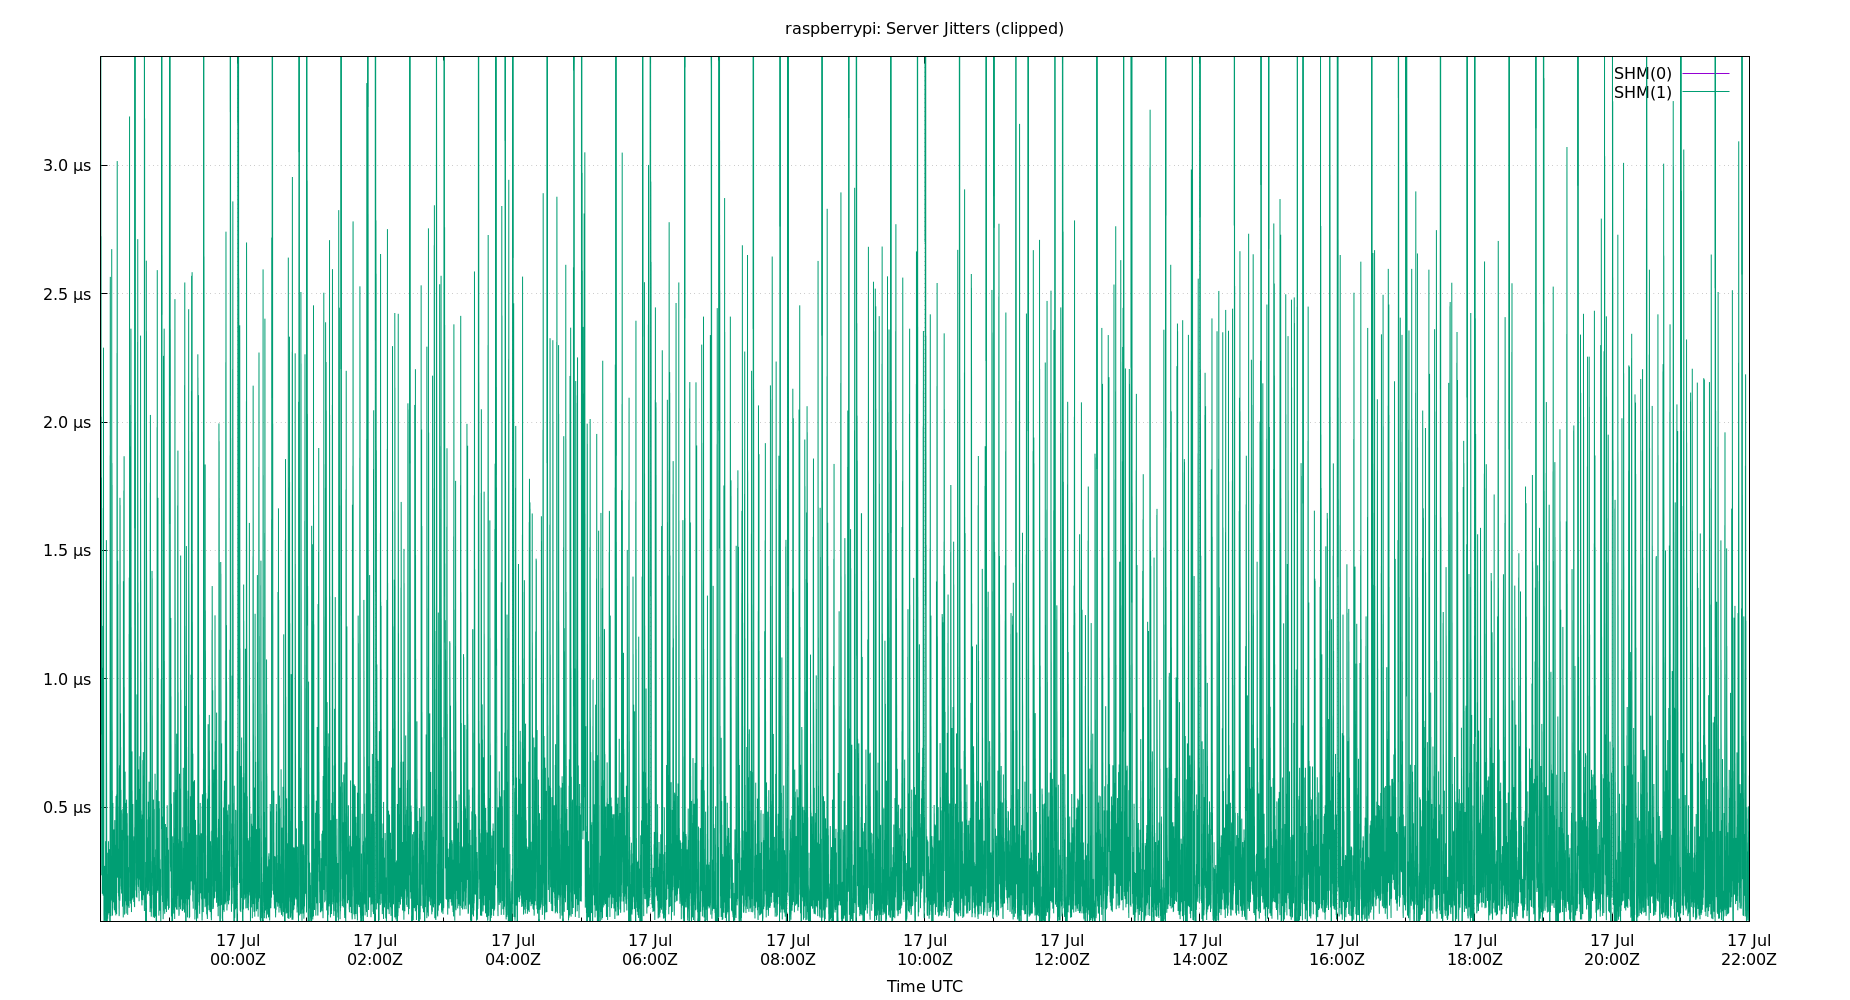 raspberrypi: Server Jitters (clipped)
SHM(0)
SHM(1)
3.0 µs
2.5 µs
2.0 µs
1.5 µs
1.0 µs
0.5 µs
17 Jul 17 Jul 17 Jul 17 Jul 17 Jul 17 Jul 17 Jul 17 Jul 17 Jul 17 Jul 17 Jul 17 Jul
00:00Z 02:00Z 04:00Z 06:00Z 08:00Z 10:00Z 12:00Z 14:00Z 16:00Z 18:00Z 20:00Z 22:00Z
Time UTC